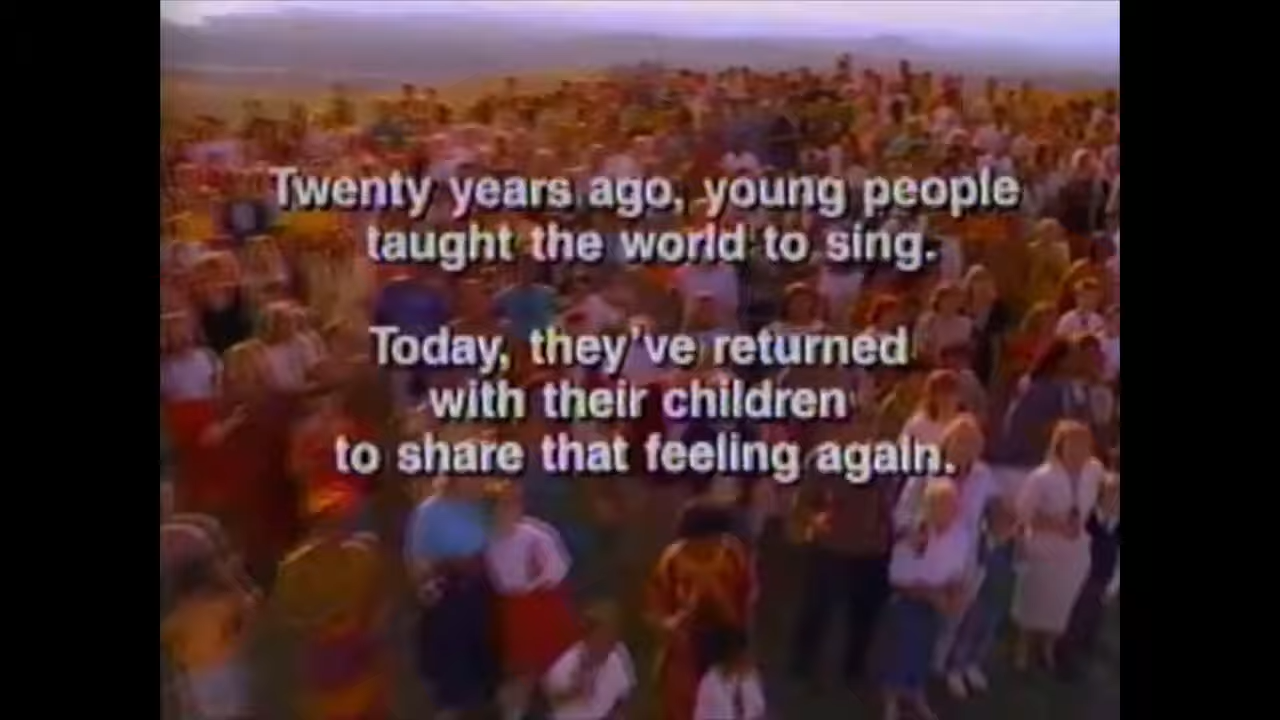 Twenty years ago, young people
taught the world to sing.
Today, they've returned
with their children
to share that feeling again.